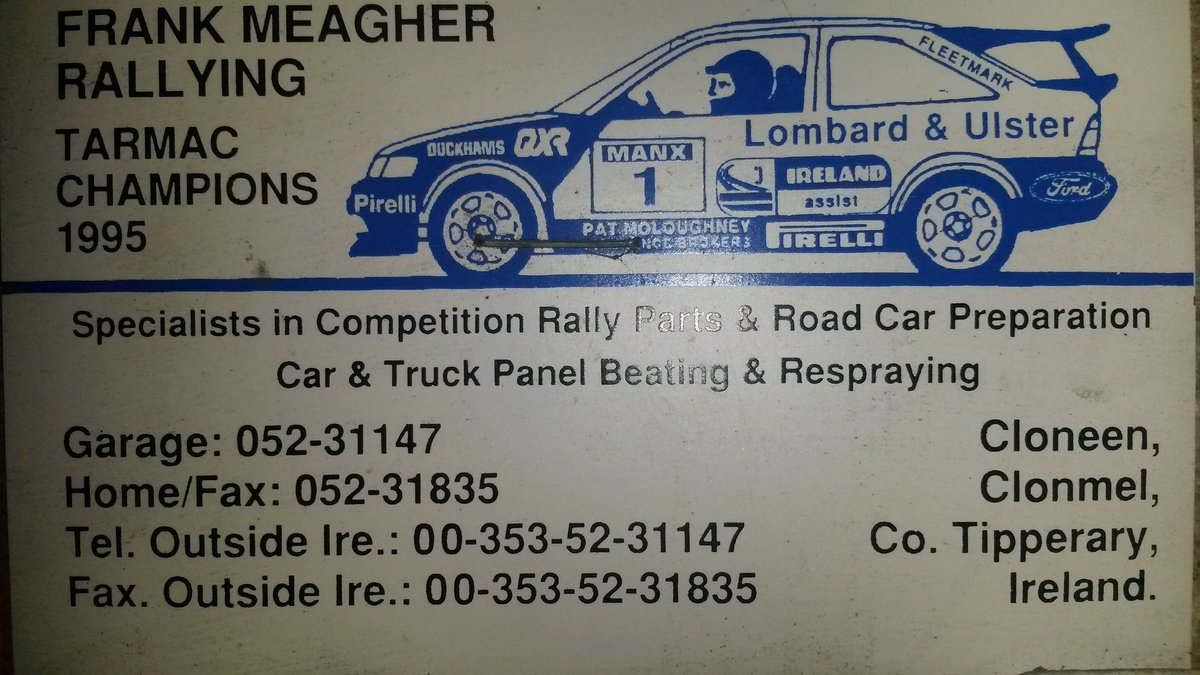 FRANK MEAGHER
RALLYING
TARMAC
CHAMPIONS
1995
FLEETMARK
Lombard & Ulster
DUCKHAMS QXR
MANX
1
IRELAND
assist
Ford
Pirelli
PAT MOLOUGHNEY
BROKERS
PIRELLI
Specialists in Competition Rally Parts & Road Car Preparation
Car & Truck Panel Beating & Respraying
Garage: 052-31147
Home/Fax: 052-31835
Tel. Outside Ire.: 00-353-52-31147
Fax. Outside Ire.: 00-353-52-31835
Cloneen,
Clonmel,
Co. Tipperary,
Ireland.